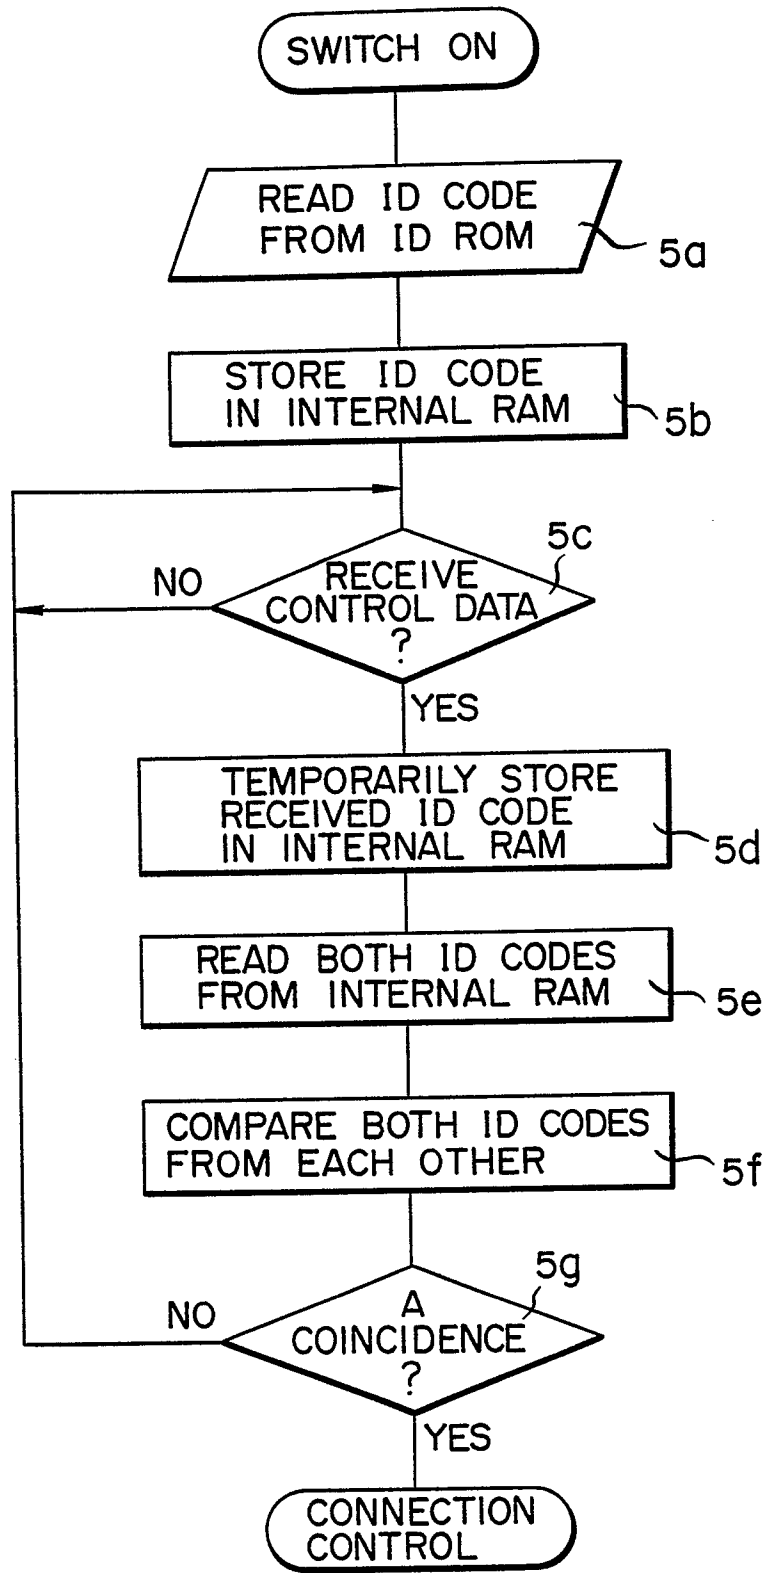 SWITCH ON
READ ID CODE
FROM ID ROM
5a
STORE ID CODE
IN INTERNAL RAM
5b
5c
NO
RECEIVE
CONTROL DATA
?
YES
TEMPORARILY STORE
RECEIVED ID CODE
IN INTERNAL RAM
5d
READ BOTH ID CODES
FROM INTERNAL RAM
5e
COMPARE BOTH ID CODES
FROM EACH OTHER
5f
5g
NO
A
COINCIDENCE
?
YES
CONNECTION
CONTROL